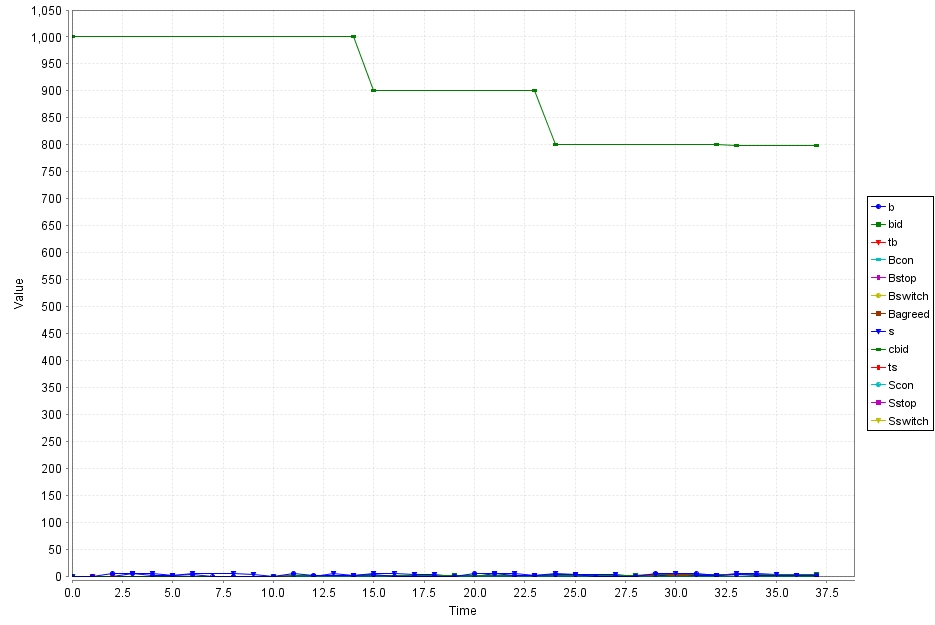 1,050
1,000
950
900
850
800
750
700
650
600
550
500
450
400
350
300
250
200
150
100
50
0
Value
0.0 2.5 5.0 7.5 10.0 12.5 15.0 17.5 20.0 22.5 25.0 27.5 30.0 32.5 35.0 37.5
Time
b
bid
tb
Bcon
Bstop
Bswitch
Bagreed
s
cbid
ts
Scon
Sstop
Sswitch